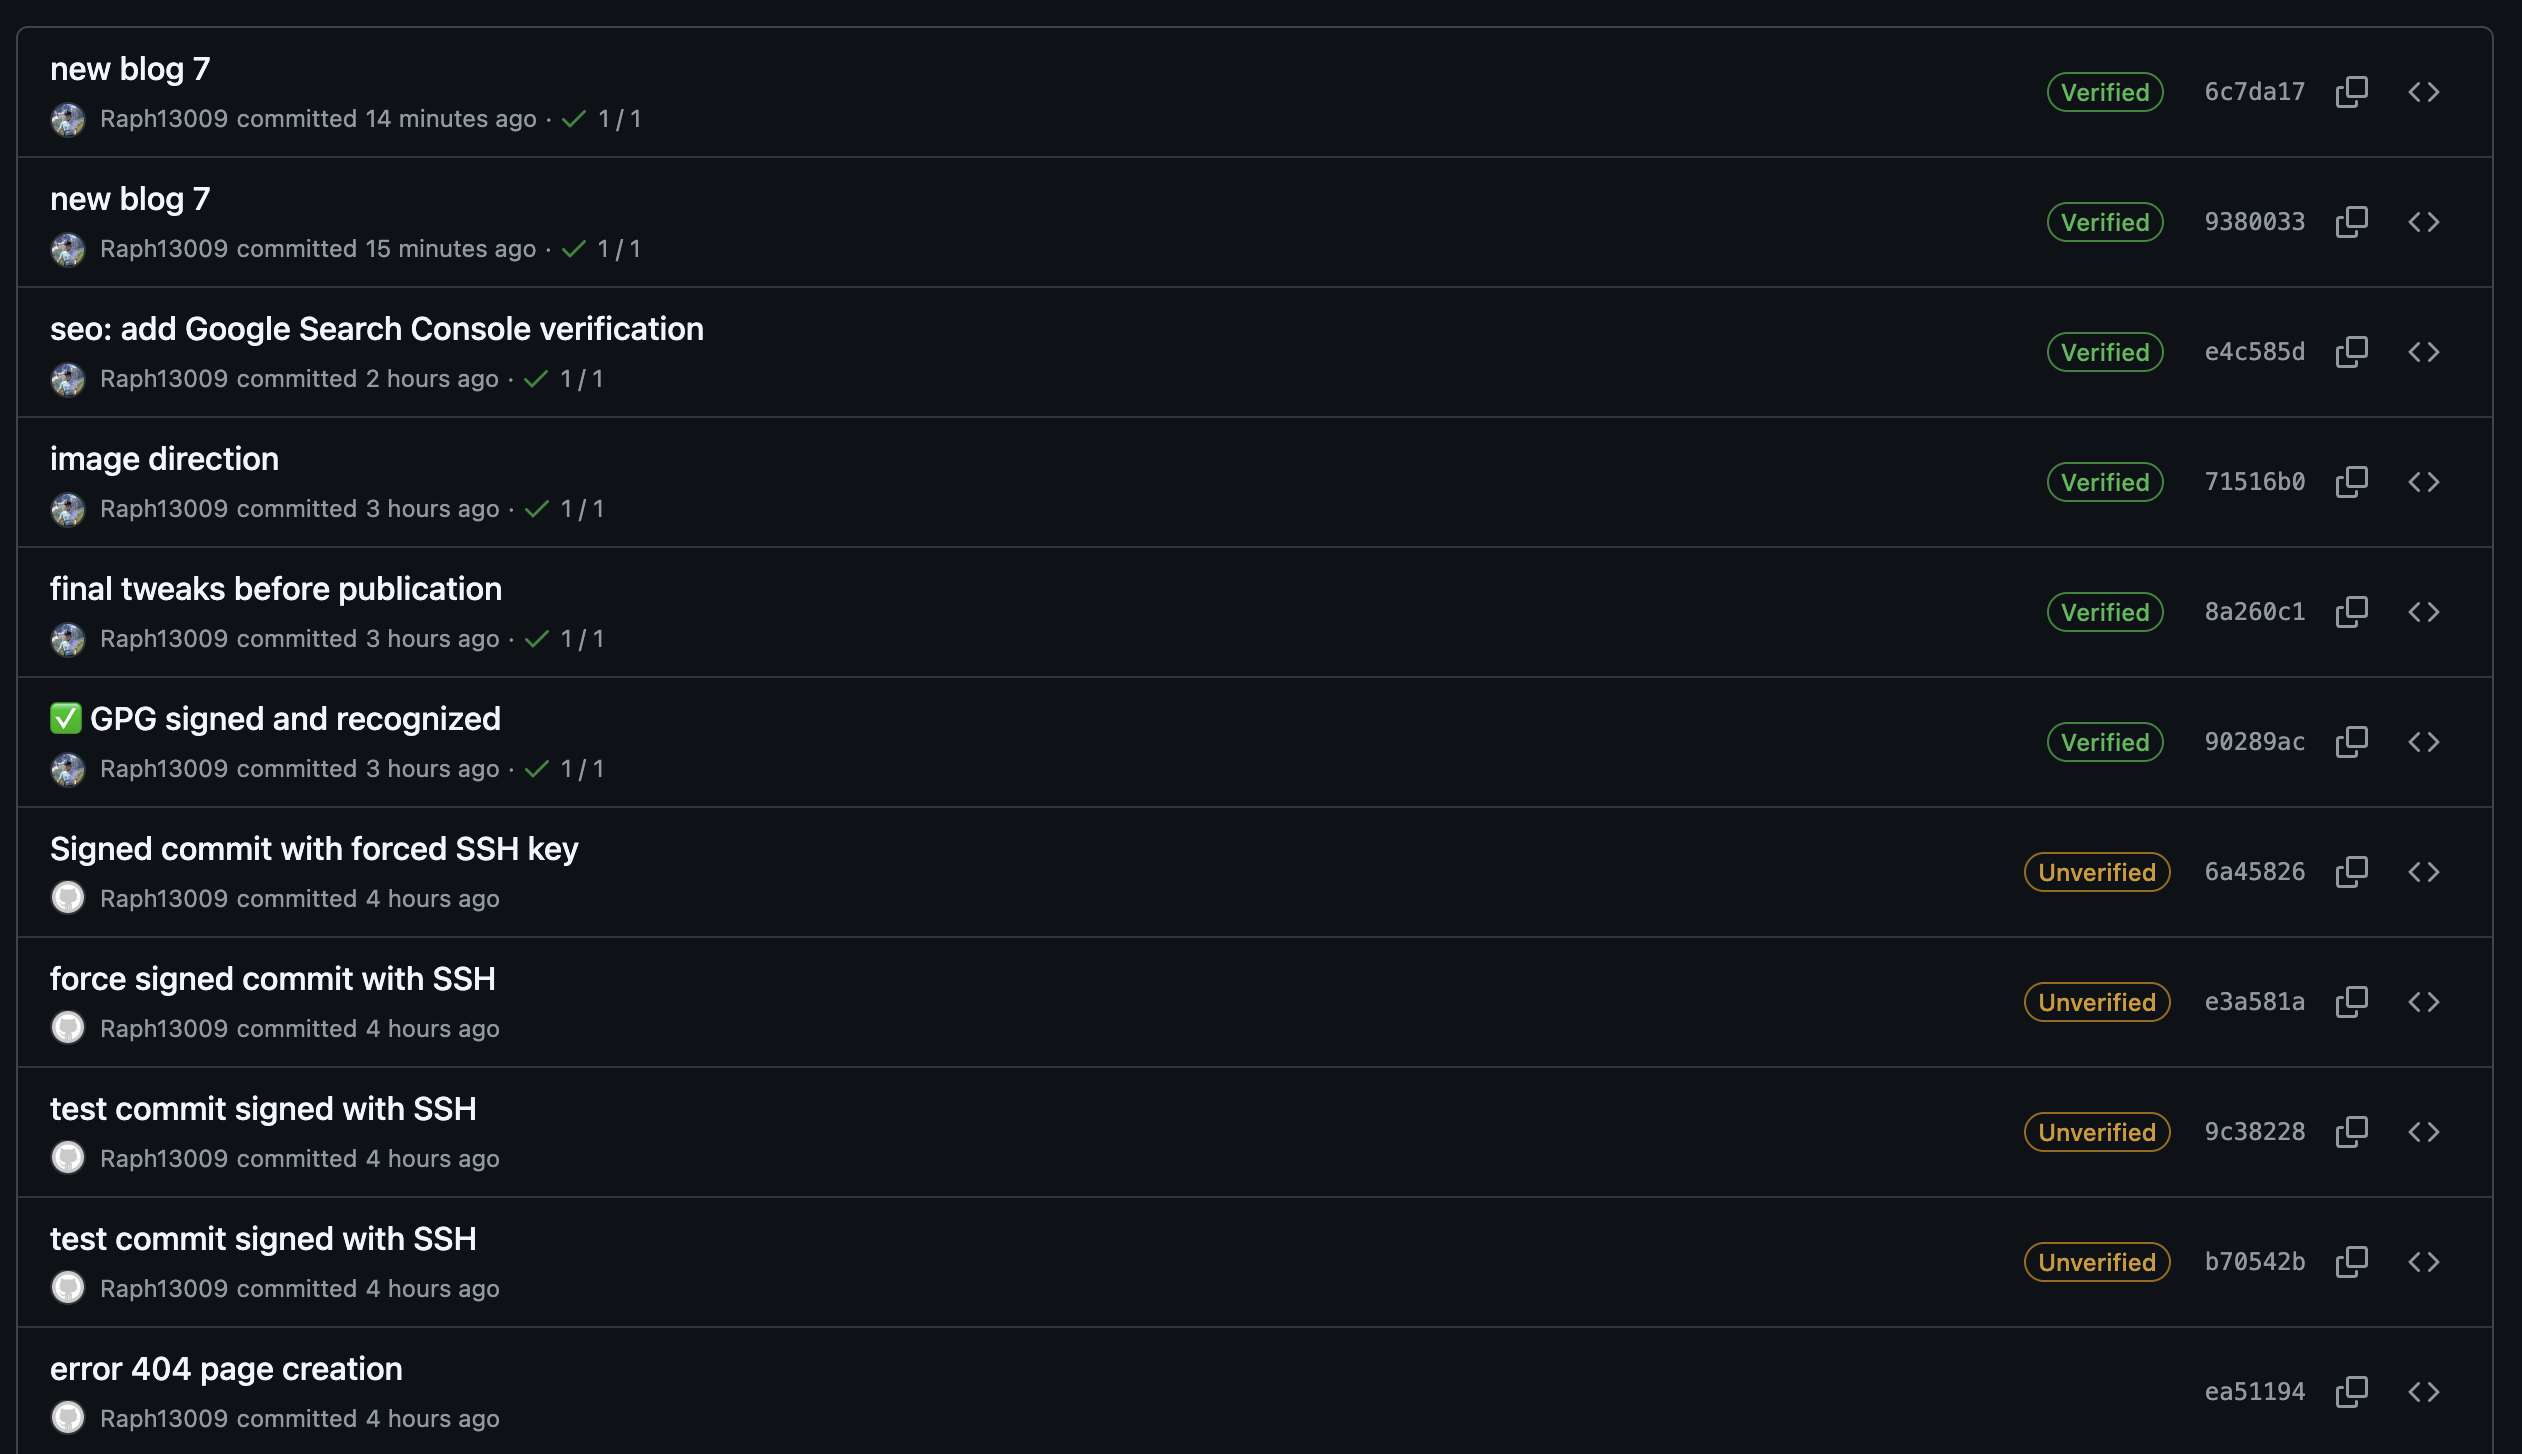 new blog 7
Verified 6c7da17
Raph13009 committed 14 minutes ago · ✓ 1 / 1
new blog 7
Verified 9380033
Raph13009 committed 15 minutes ago · ✓ 1 / 1
seo: add Google Search Console verification
Verified e4c585d
Raph13009 committed 2 hours ago · ✓ 1 / 1
image direction
Verified 71516b0
Raph13009 committed 3 hours ago · ✓ 1 / 1
final tweaks before publication
Verified 8a260c1
Raph13009 committed 3 hours ago · ✓ 1 / 1
✅ GPG signed and recognized
Verified 90289ac
Raph13009 committed 3 hours ago · ✓ 1 / 1
Signed commit with forced SSH key
Unverified 6a45826
Raph13009 committed 4 hours ago
force signed commit with SSH
Unverified e3a581a
Raph13009 committed 4 hours ago
test commit signed with SSH
Unverified 9c38228
Raph13009 committed 4 hours ago
test commit signed with SSH
Unverified b70542b
Raph13009 committed 4 hours ago
error 404 page creation
ea51194
Raph13009 committed 4 hours ago